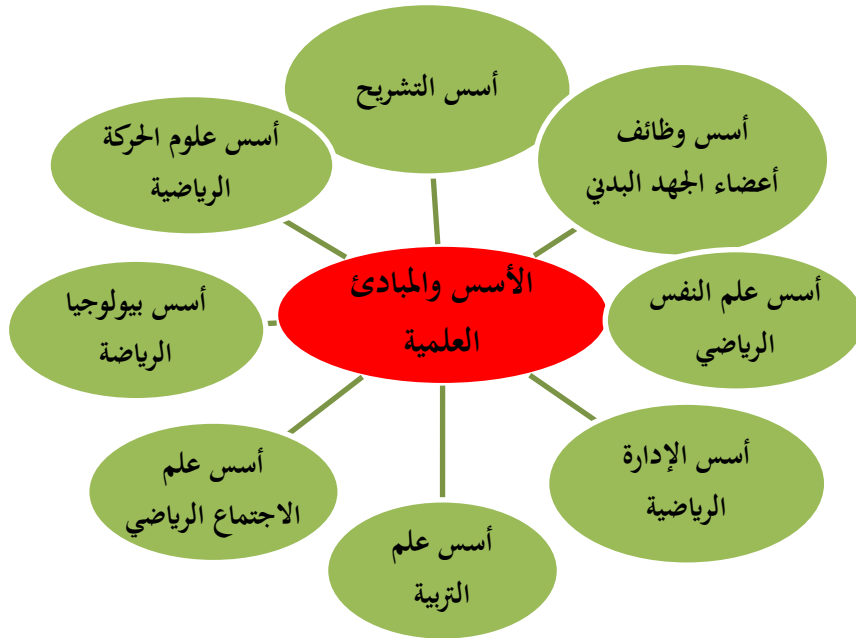 أسس التشريح
أسس وظائف
أعضاء الجهد البدني
أسس علوم الحركة
الرياضية
الأسس والمبادئ
العلمية
أسس علم النفس
الرياضي
أسس بيولوجيا
الرياضة
أسس الإدارة
الرياضية
أسس علم
الاجتماع الرياضي
أسس علم
التربية